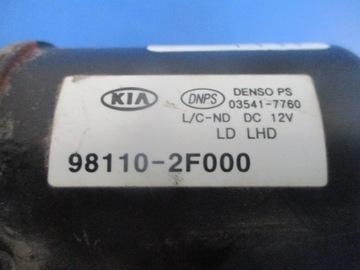 KIA DNPS DENSO PS
03541-7760
L/C-ND DC 12V
LD LHD
98110-2F000